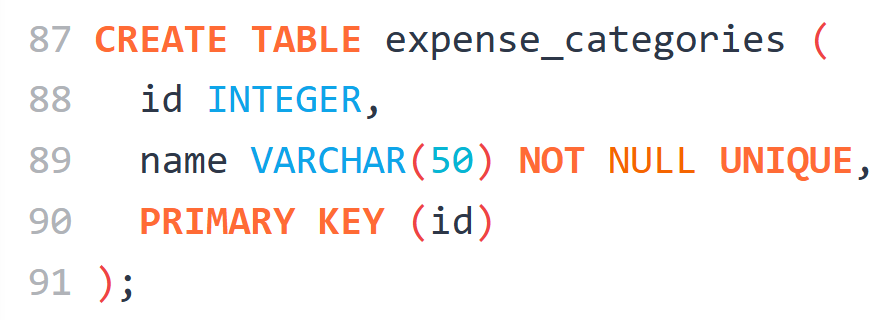 87 CREATE TABLE expense_categories (
88   id INTEGER,
89   name VARCHAR(50) NOT NULL UNIQUE,
90   PRIMARY KEY (id)
91 );